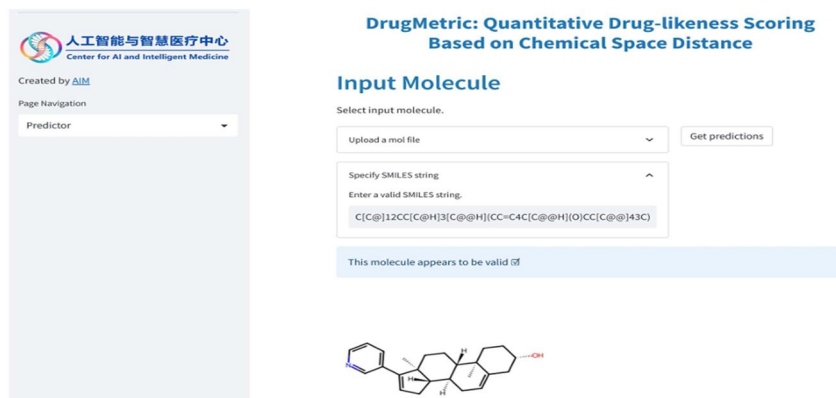 人工智能与智慧医疗中心
Center for AI and Intelligent Medicine
Created by AIM
Page Navigation
Predictor
DrugMetric: Quantitative Drug-likeness Scoring
Based on Chemical Space Distance
Input Molecule
Select input molecule.
Upload a mol file
Get predictions
Specify SMILES string
Enter a valid SMILES string.
C[C@]12CC[C@H]3[C@@H](CC=C4C[C@@H](O)CC[C@@]43C)
This molecule appears to be valid ☑
N
H
H
H
OH